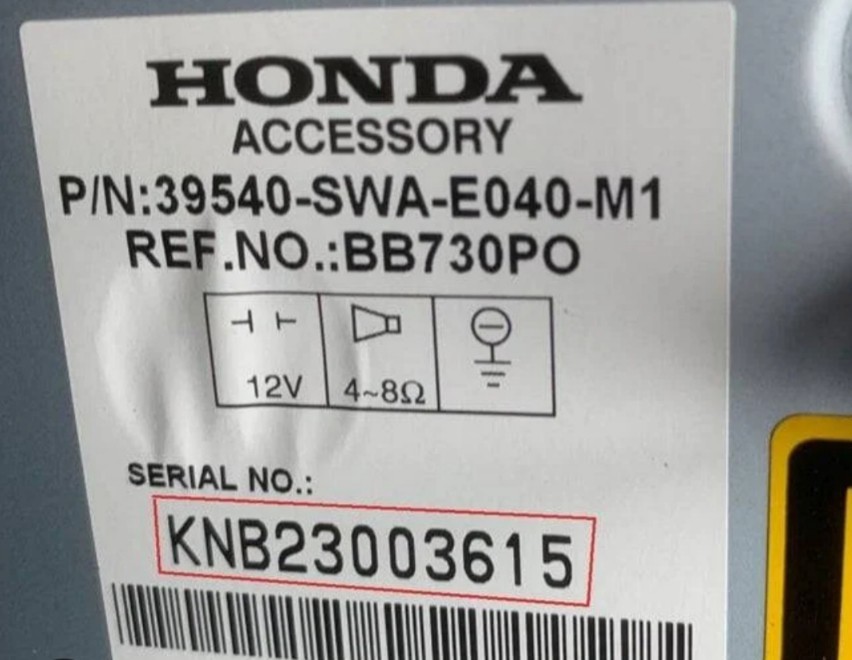 HONDA
ACCESSORY
P/N:39540-SWA-E040-M1
REF.NO.:BB730PO
12V 4~8Ω
SERIAL NO.:
KNB23003615